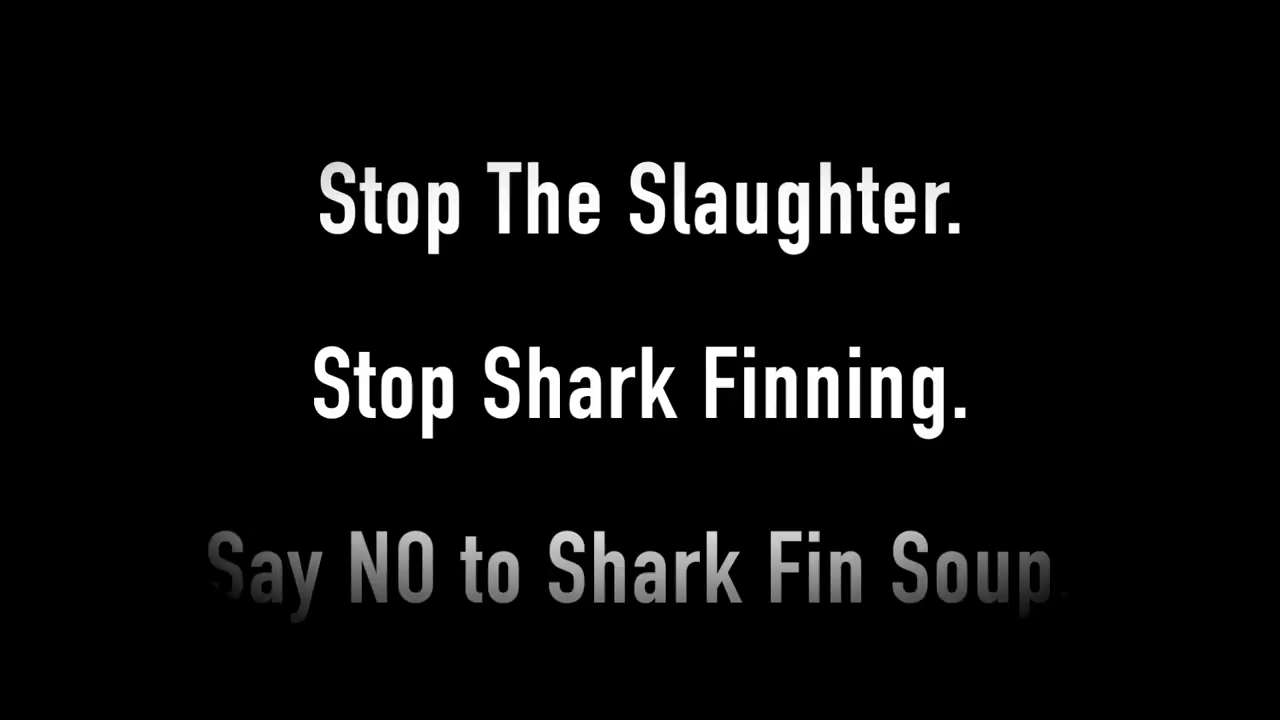 Stop The Slaughter.
Stop Shark Finning.
Say NO to Shark Fin Soup.